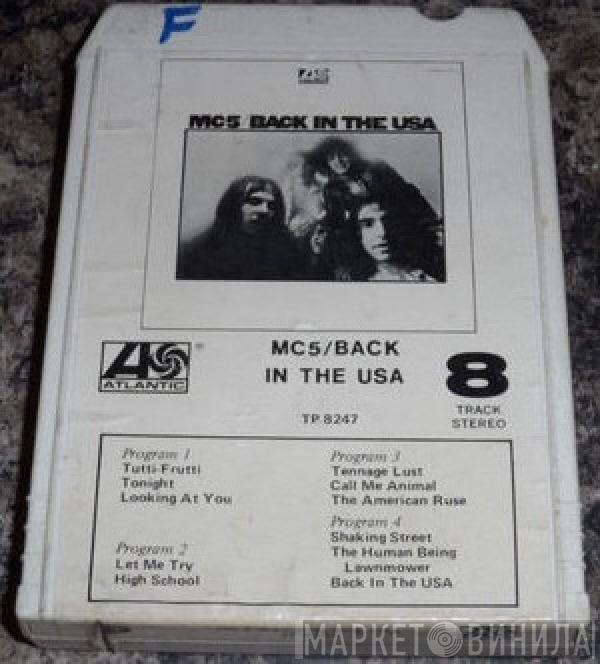 F
MC5 BACK IN THE USA
ATLANTIC
MC5/BACK
IN THE USA
TP 8247
8
TRACK
STEREO
Program 1
Tutti-Frutti
Tonight
Looking At You
Program 2
Let Me Try
High School
Program 3
Tennage Lust
Call Me Animal
The American Ruse
Program 4
Shaking Street
The Human Being
Lawnmower
Back In The USA
МАРКЕТ ВИНИЛА